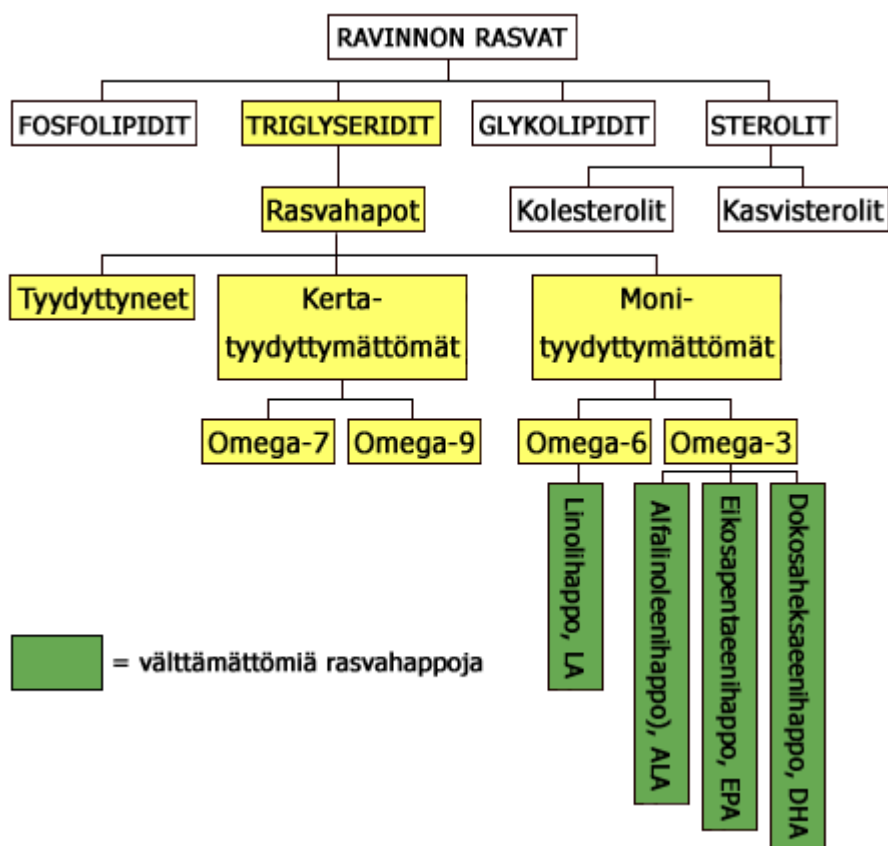 RAVINNON RASVAT
FOSFOLIPIDIT
TRIGLYSERIDIT
GLYKOLIPIDIT
STEROLIT
Rasvahapot
Kolesterolit
Kasvisterolit
Tyydyttyneet
Kerta-
tyydyttymättömät
Moni-
tyydyttymättömät
Omega-7
Omega-9
Omega-6
Omega-3
Linolihappo, LA
Alfalinoleenihappo), ALA
Eikosapentaeenihappo, EPA
Dokosaheksaeenihappo, DHA
= välttämättömiä rasvahappoja